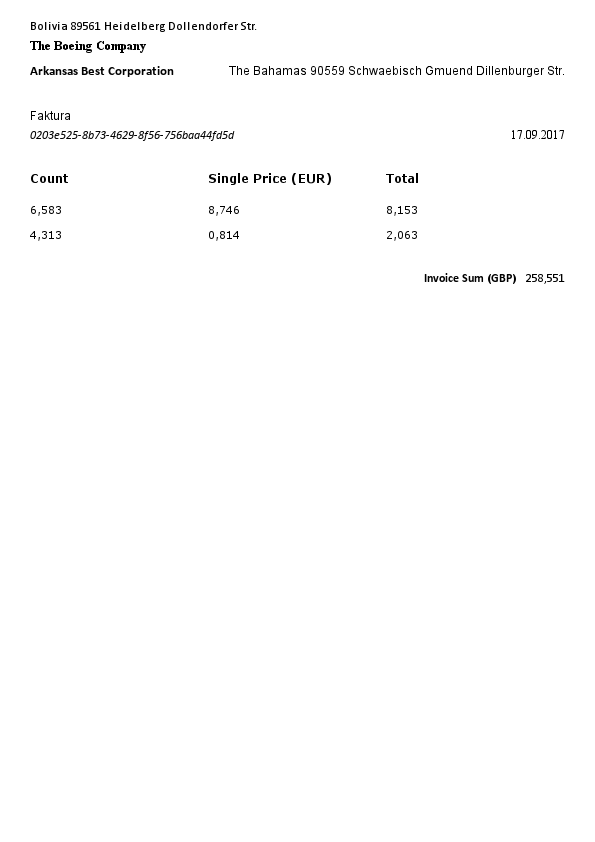 Bolivia 89561 Heidelberg Dollendorfer Str.
The Boeing Company
Arkansas Best Corporation The Bahamas 90559 Schwaebisch Gmuend Dillenburger Str.
Faktura
0203e525-8b73-4629-8f56-756baa44fd5d 17.09.2017
Count Single Price (EUR) Total
6,583 8,746 8,153
4,313 0,814 2,063
Invoice Sum (GBP) 258,551